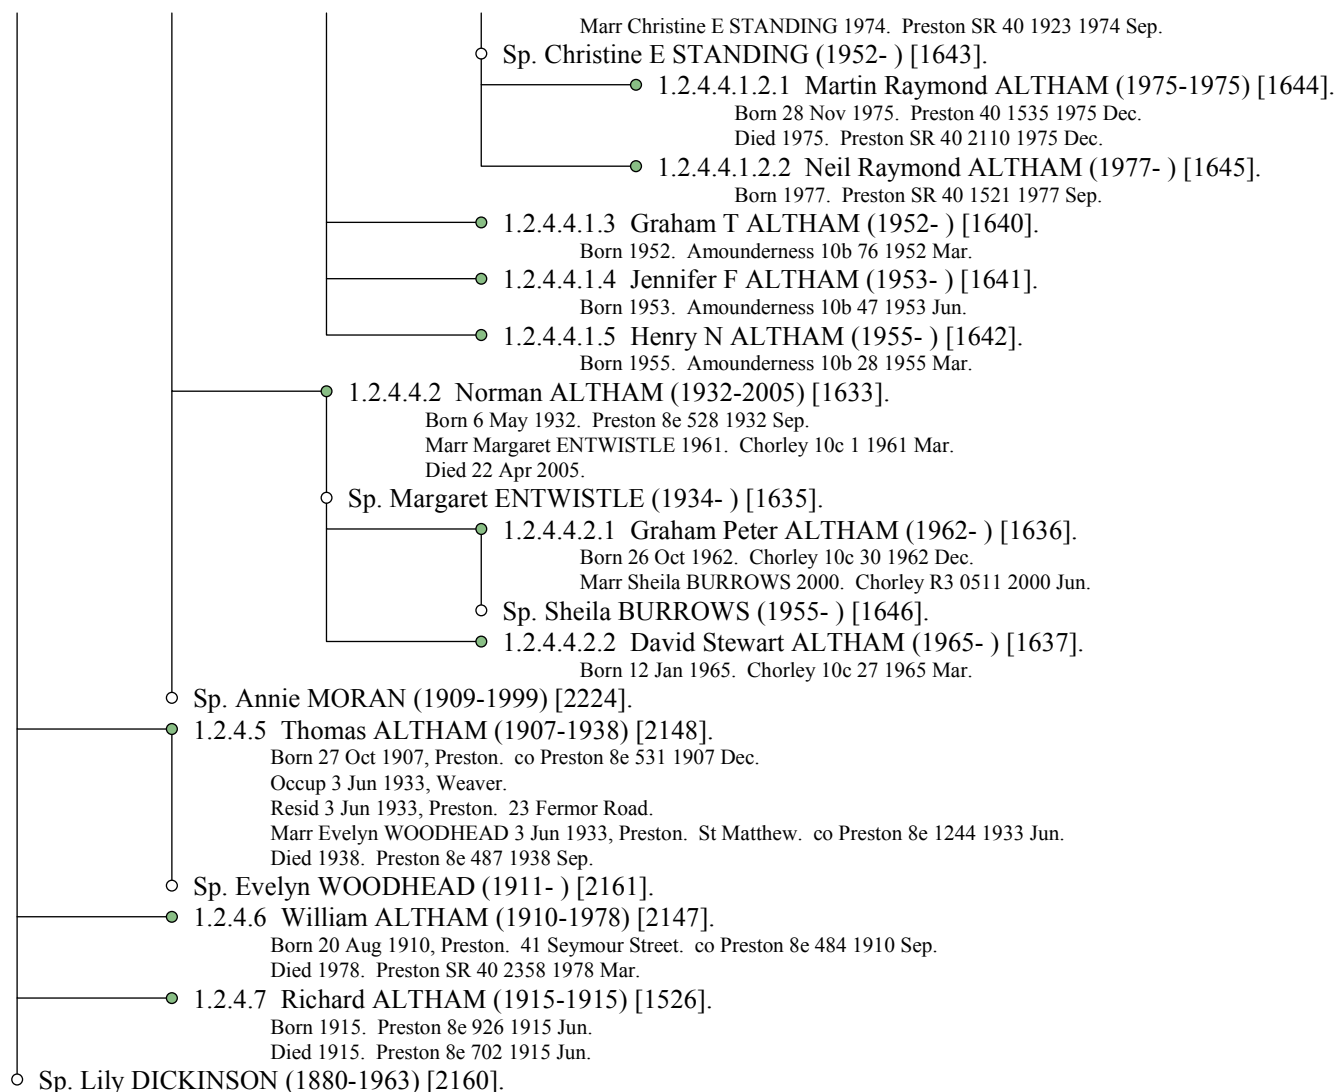 Marr Christine E STANDING 1974. Preston SR 40 1923 1974 Sep.
Sp. Christine E STANDING (1952- ) [1643].
1.2.4.4.1.2.1 Martin Raymond ALTHAM (1975-1975) [1644].
Born 28 Nov 1975. Preston 40 1535 1975 Dec.
Died 1975. Preston SR 40 2110 1975 Dec.
1.2.4.4.1.2.2 Neil Raymond ALTHAM (1977- ) [1645].
Born 1977. Preston SR 40 1521 1977 Sep.
1.2.4.4.1.3 Graham T ALTHAM (1952- ) [1640].
Born 1952. Amounderness 10b 76 1952 Mar.
1.2.4.4.1.4 Jennifer F ALTHAM (1953- ) [1641].
Born 1953. Amounderness 10b 47 1953 Jun.
1.2.4.4.1.5 Henry N ALTHAM (1955- ) [1642].
Born 1955. Amounderness 10b 28 1955 Mar.
1.2.4.4.2 Norman ALTHAM (1932-2005) [1633].
Born 6 May 1932. Preston 8e 528 1932 Sep.
Marr Margaret ENTWISTLE 1961. Chorley 10c 1 1961 Mar.
Died 22 Apr 2005.
Sp. Margaret ENTWISTLE (1934- ) [1635].
1.2.4.4.2.1 Graham Peter ALTHAM (1962- ) [1636].
Born 26 Oct 1962. Chorley 10c 30 1962 Dec.
Marr Sheila BURROWS 2000. Chorley R3 0511 2000 Jun.
Sp. Sheila BURROWS (1955- ) [1646].
1.2.4.4.2.2 David Stewart ALTHAM (1965- ) [1637].
Born 12 Jan 1965. Chorley 10c 27 1965 Mar.
Sp. Annie MORAN (1909-1999) [2224].
1.2.4.5 Thomas ALTHAM (1907-1938) [2148].
Born 27 Oct 1907, Preston. co Preston 8e 531 1907 Dec.
Occup 3 Jun 1933, Weaver.
Resid 3 Jun 1933, Preston. 23 Fermor Road.
Marr Evelyn WOODHEAD 3 Jun 1933, Preston. St Matthew. co Preston 8e 1244 1933 Jun.
Died 1938. Preston 8e 487 1938 Sep.
Sp. Evelyn WOODHEAD (1911- ) [2161].
1.2.4.6 William ALTHAM (1910-1978) [2147].
Born 20 Aug 1910, Preston. 41 Seymour Street. co Preston 8e 484 1910 Sep.
Died 1978. Preston SR 40 2358 1978 Mar.
1.2.4.7 Richard ALTHAM (1915-1915) [1526].
Born 1915. Preston 8e 926 1915 Jun.
Died 1915. Preston 8e 702 1915 Jun.
Sp. Lily DICKINSON (1880-1963) [2160].